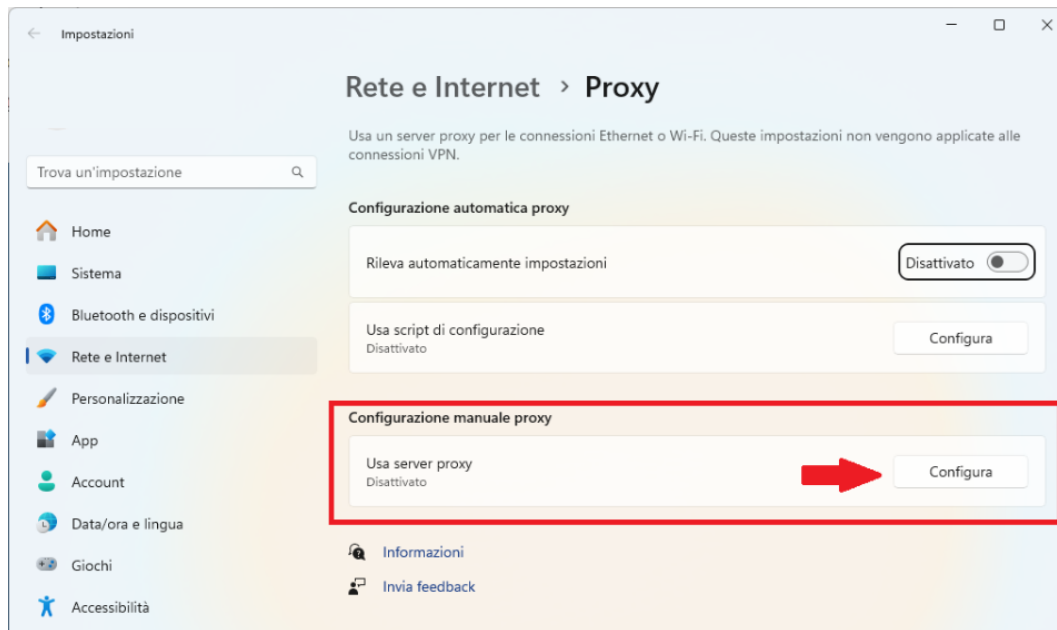 Impostazioni
Rete e Internet > Proxy
Usa un server proxy per le connessioni Ethernet o Wi-Fi. Queste impostazioni non vengono applicate alle
connessioni VPN.
Trova un'impostazione
Home
Sistema
Bluetooth e dispositivi
Rete e Internet
Personalizzazione
App
Account
Data/ora e lingua
Giochi
Accessibilità
Configurazione automatica proxy
Rileva automaticamente impostazioni
Disattivato
Usa script di configurazione
Disattivato
Configura
Configurazione manuale proxy
Usa server proxy
Disattivato
Configura
Informazioni
Invia feedback